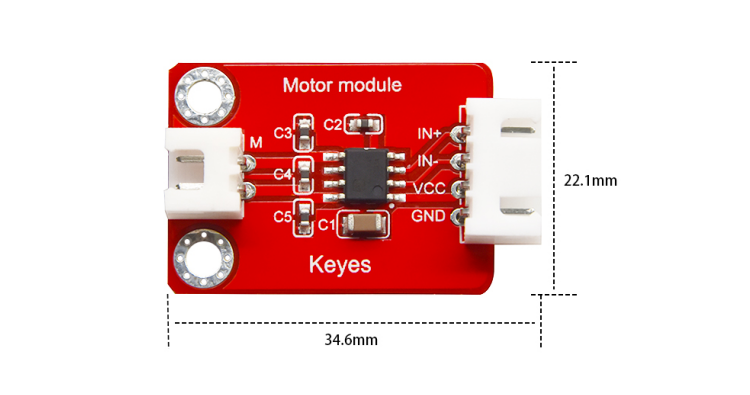 Motor module
C3
C2
IN+
M
IN-
C4
VCC
C5
C1
GND
Keyes
22.1mm
34.6mm